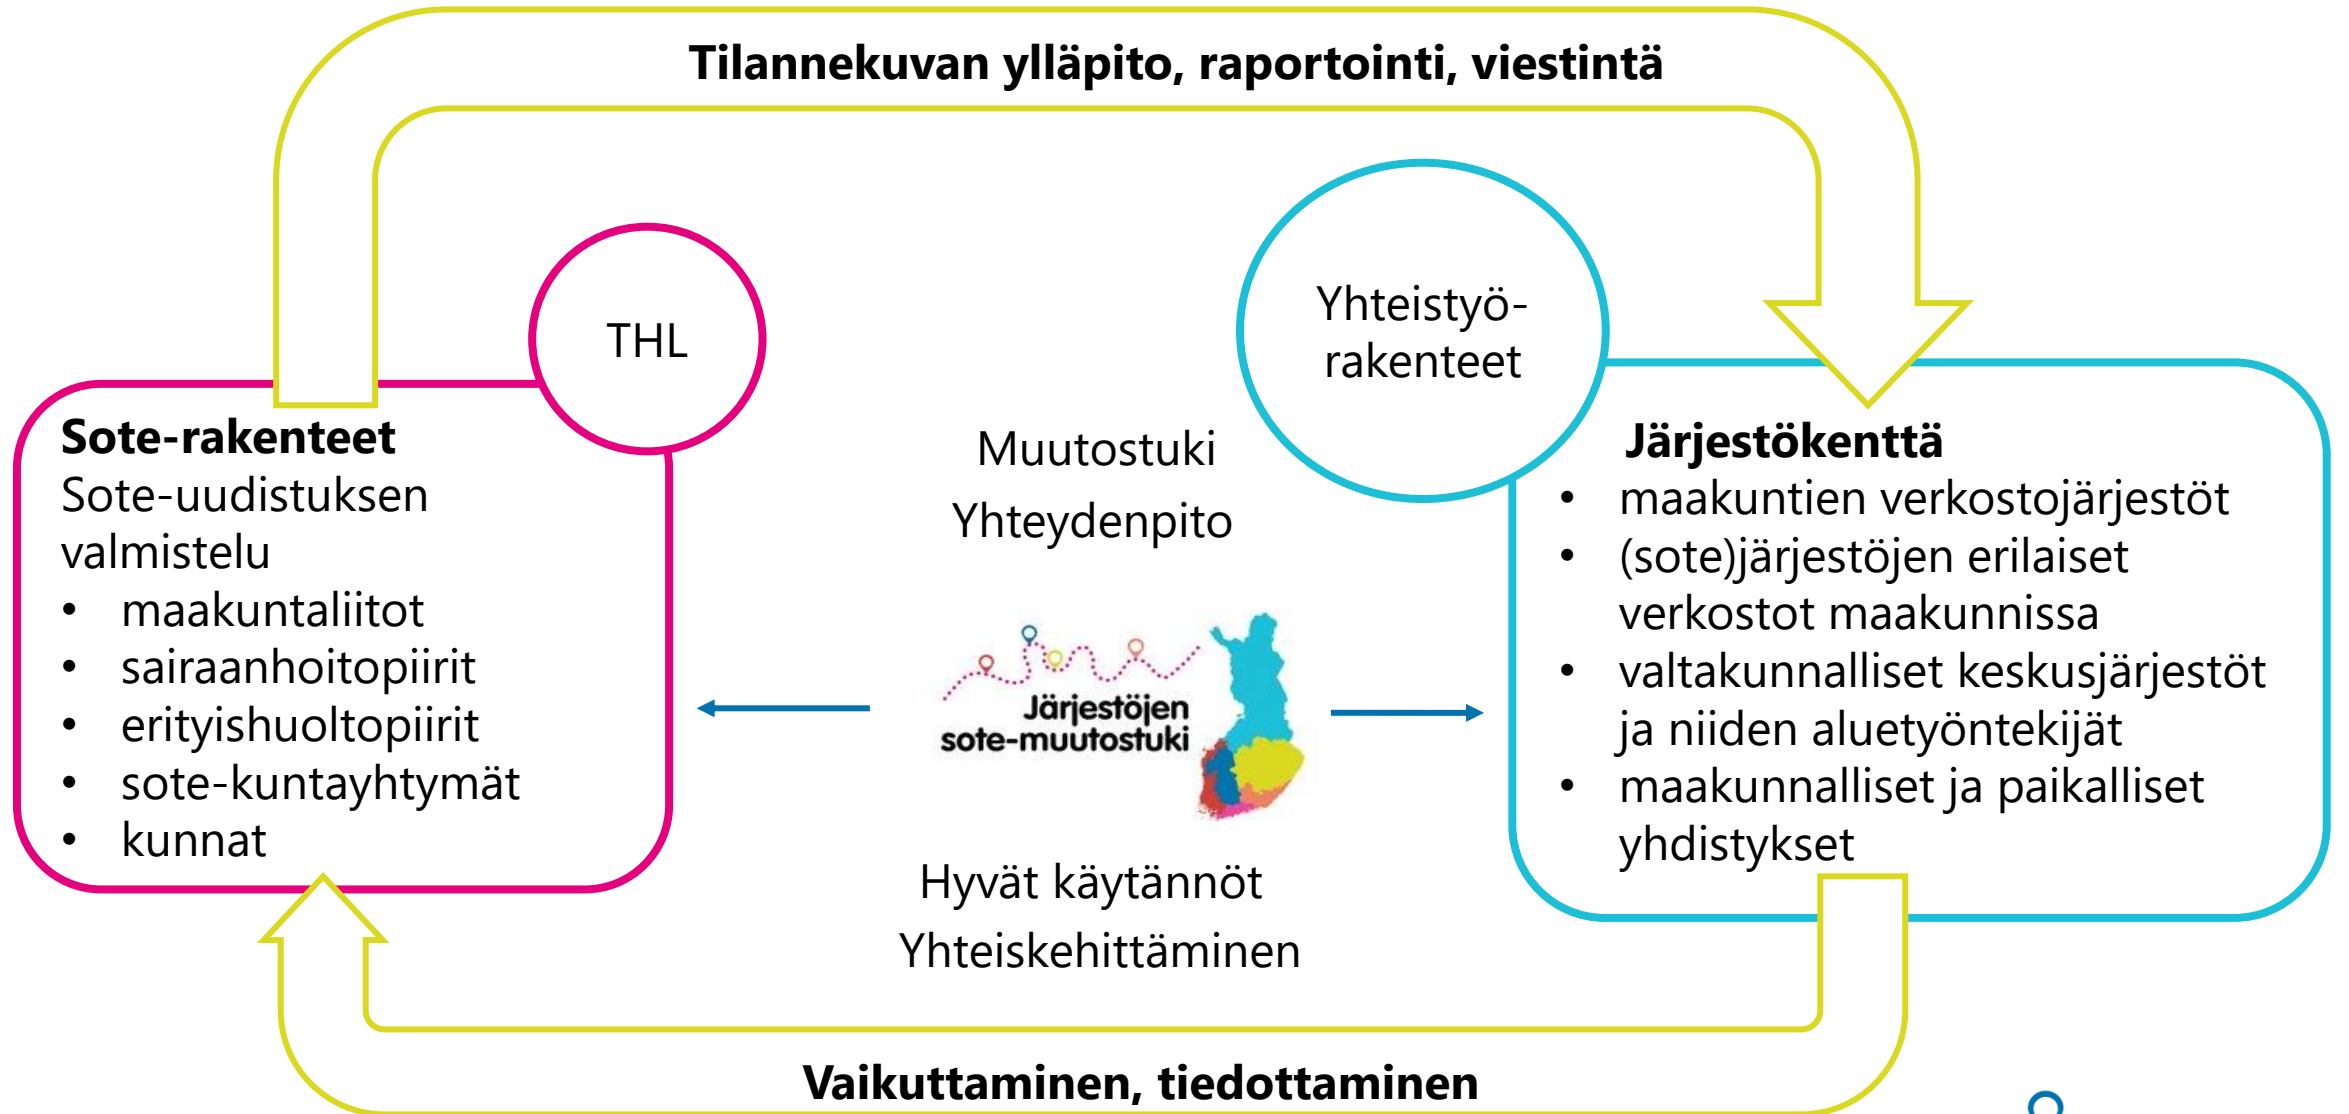 Tilannekuvan ylläpito, raportointi, viestintä
THL
Yhteistyö-
rakenteet
Sote-rakenteet
Sote-uudistuksen
valmistelu
• maakuntaliitot
• sairaanhoitopiirit
• erityishuoltopiirit
• sote-kuntayhtymät
• kunnat
Muutostuki
Yhteydenpito
Järjestöjen
sote-muutostuki
Hyvät käytännöt
Yhteiskehittäminen
Järjestökenttä
• maakuntien verkostojärjestöt
• (sote)järjestöjen erilaiset
verkostot maakunnissa
• valtakunnalliset keskusjärjestöt
ja niiden aluetyöntekijät
• maakunnalliset ja paikalliset
yhdistykset
Vaikuttaminen, tiedottaminen